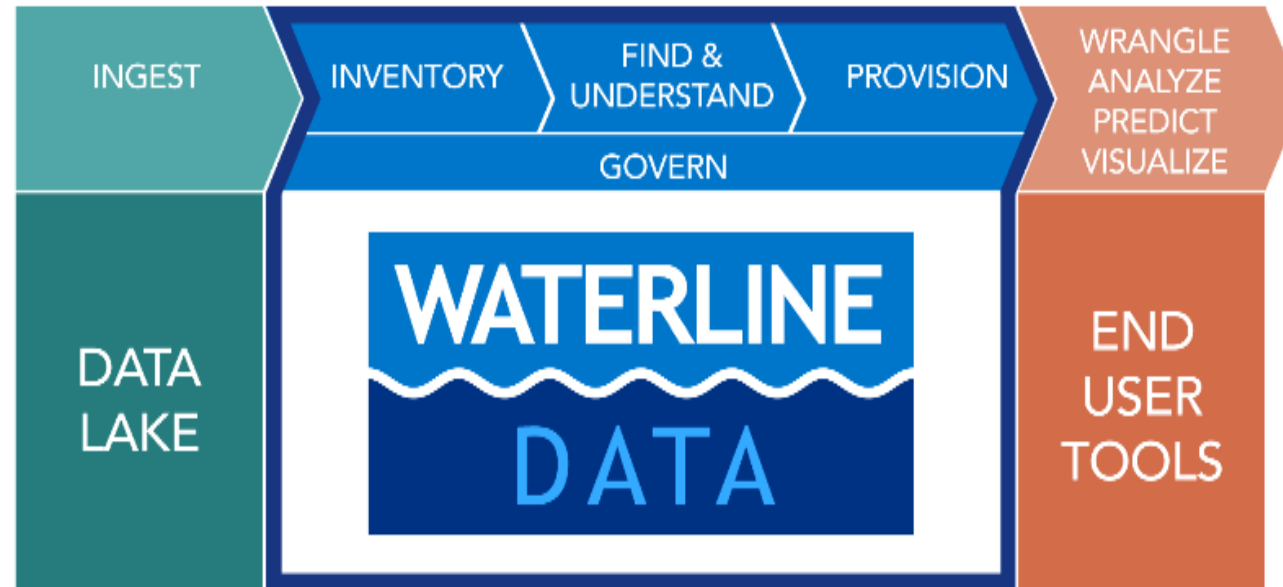 INGEST
INVENTORY
FIND &
UNDERSTAND
PROVISION
WRANGLE
ANALYZE
PREDICT
VISUALIZE
GOVERN
DATA
LAKE
WATERLINE
DATA
END
USER
TOOLS